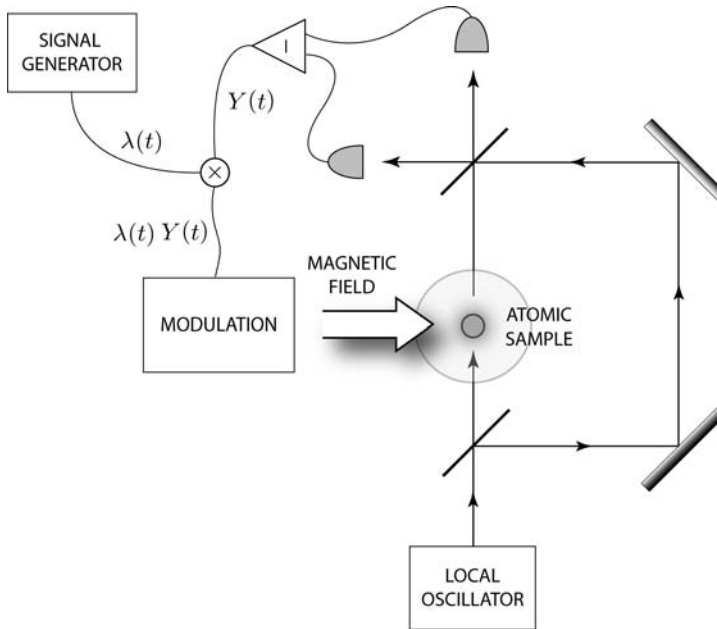 SIGNAL
GENERATOR
Y(t)
λ(t)
×
λ(t) Y(t)
MAGNETIC
FIELD
MODULATION
ATOMIC
SAMPLE
LOCAL
OSCILLATOR